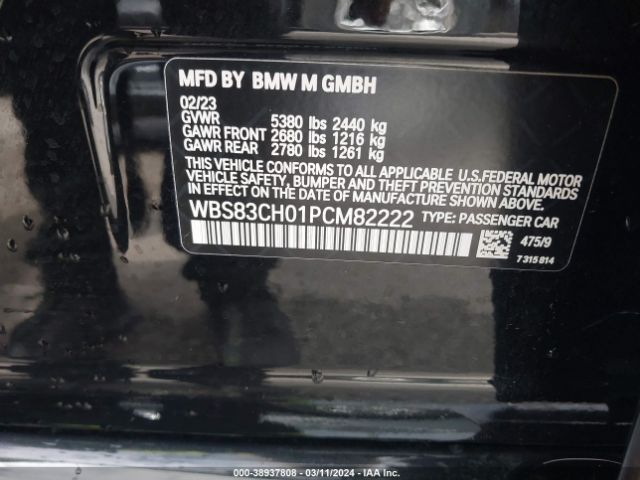 MFD BY BMW M GMBH
02/23
GVWR 5380 lbs 2440 kg
GAWR FRONT 2680 lbs 1216 kg
GAWR REAR 2780 lbs 1261 kg
THIS VEHICLE CONFORMS TO ALL APPLICABLE U.S.FEDERAL MOTOR
VEHICLE SAFETY, BUMPER AND THEFT PREVENTION STANDARDS
IN EFFECT ON THE DATE OF MANUFACTURE SHOWN ABOVE.
WBS83CH01PCM82222 TYPE: PASSENGER CAR
475/9
7 315 814
000-38937808 - 03/11/2024 - IAA Inc.